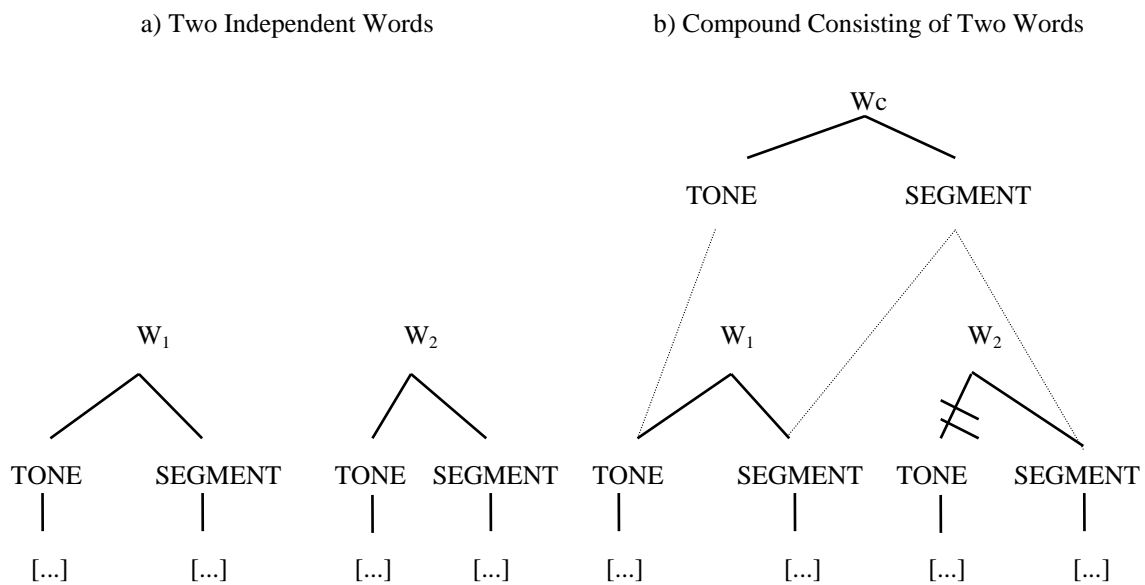 a) Two Independent Words b) Compound Consisting of Two Words
Wc
TONE SEGMENT
W₁ W₂ W₁ W₂
TONE SEGMENT TONE SEGMENT TONE SEGMENT TONE SEGMENT
[...] [...] [...] [...] [...] [...] [...] [...]